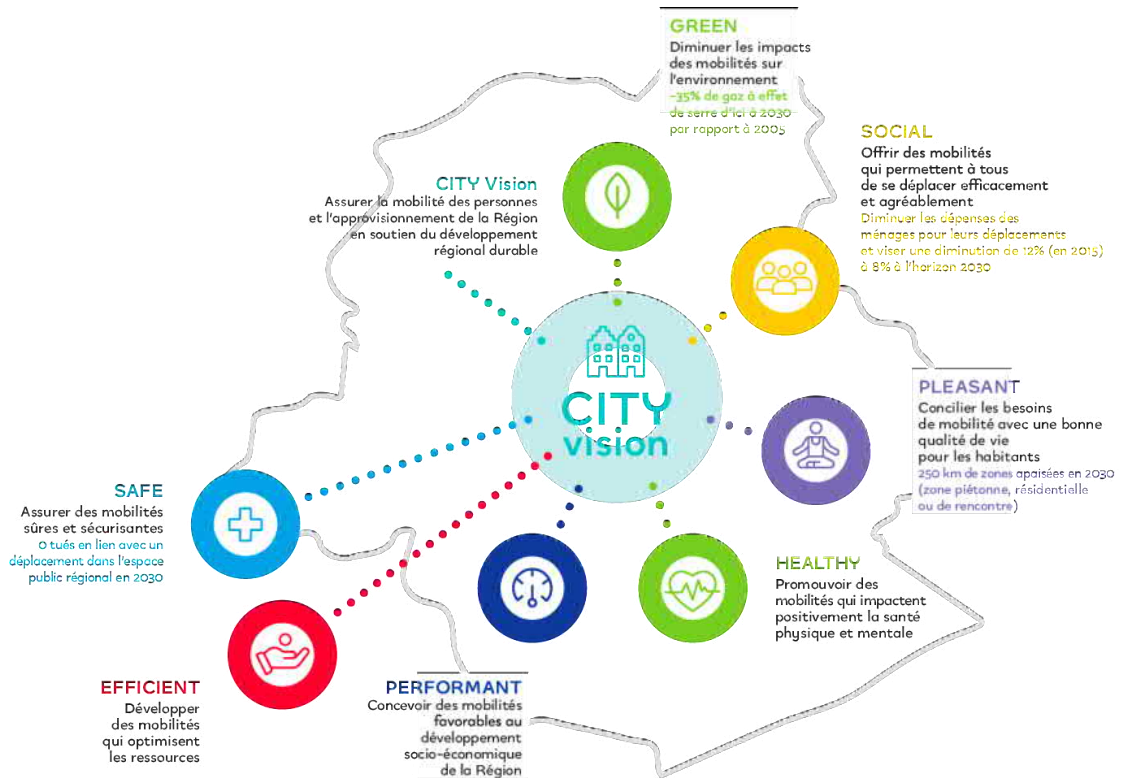 GREEN
Diminuer les impacts
des mobilités sur
l'environnement
-35% de gaz à effet
de serre d'ici à 2030
par rapport à 2005
SOCIAL
Offrir des mobilités
qui permettent à tous
de se déplacer efficacement
et agréablement
Diminuer les dépenses des
ménages pour leurs déplacements
et viser une diminution de 12% (en 2015)
à 8% à l'horizon 2030
CITY Vision
Assurer la mobilité des personnes
et l'approvisionnement de la Région
en soutien du développement
régional durable
CITY
vision
PLEASANT
Concilier les besoins
de mobilité avec une bonne
qualité de vie
pour les habitants
250 km de zones apaisées en 2030
(zone piétonne, résidentielle
ou de rencontre)
SAFE
Assurer des mobilités
sûres et sécurisantes
0 tués en lien avec un
déplacement dans l'espace
public régional en 2030
HEALTHY
Promouvoir des
mobilités qui impactent
positivement la santé
physique et mentale
EFFICIENT
Développer
des mobilités
qui optimisent
les ressources
PERFORMANT
Concevoir des mobilités
favorables au
développement
socio-économique
de la Région